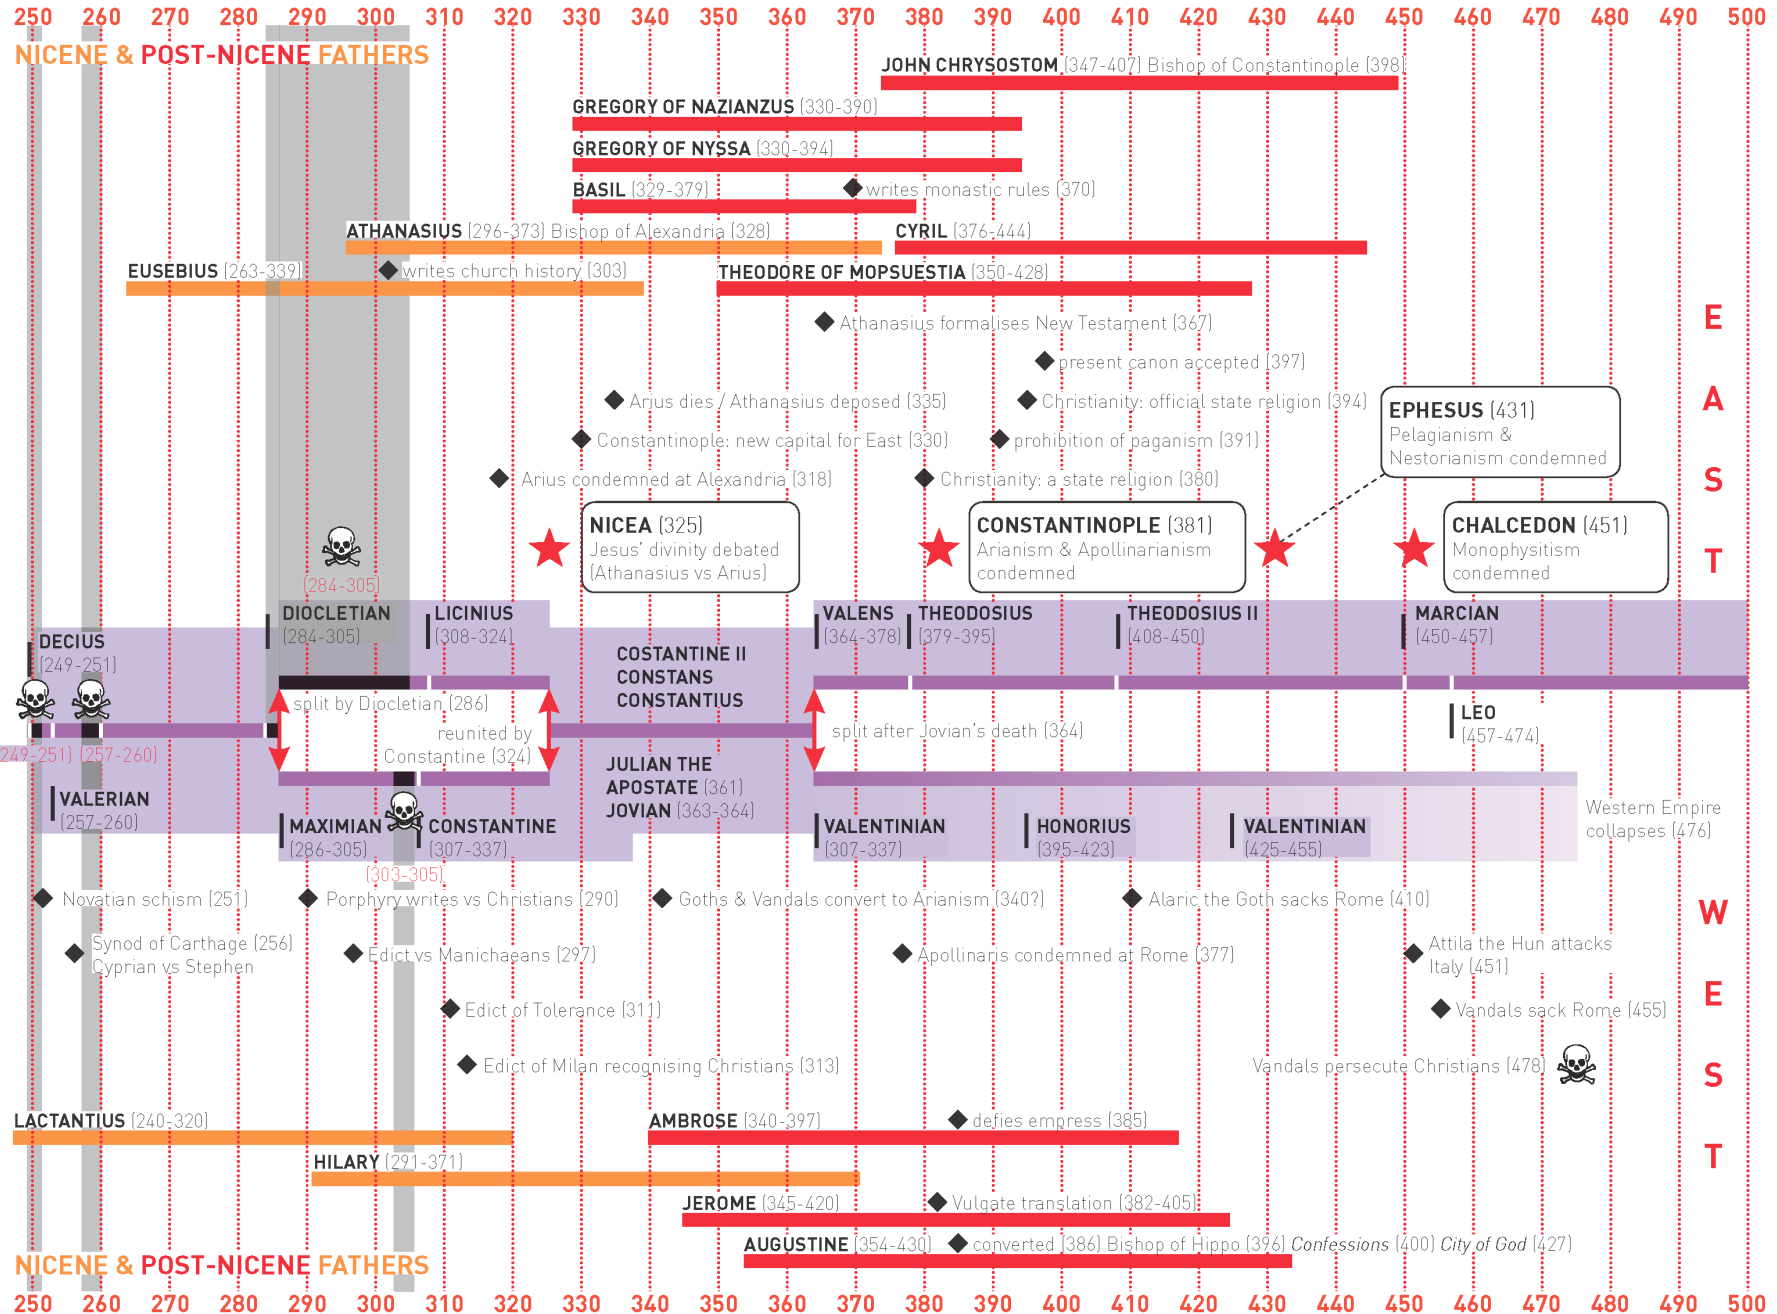 250 260 270 280 290 300 310 320 330 340 350 360 370 380 390 400 410 420 430 440 450 460 470 480 490 500
NICENE & POST-NICENE FATHERS
JOHN CHRYSOSTOM (347-407) Bishop of Constantinople (398)
GREGORY OF NAZIANZUS (330-390)
GREGORY OF NYSSA (330-394)
BASIL (329-379)
writes monastic rules (370)
ATHANASIUS (296-373) Bishop of Alexandria (328)
CYRIL (376-444)
EUSEBIUS (263-339)
writes church history (303)
THEODORE OF MOPSUESTIA (350-428)
Athanasius formalises New Testament (367)
present canon accepted (397)
Arius dies / Athanasius deposed (335)
Christianity: official state religion (394)
Constantinople: new capital for East (330)
prohibition of paganism (391)
Arius condemned at Alexandria (318)
Christianity: a state religion (380)
EPHESUS (431)
Pelagianism &
Nestorianism condemned
EAST
NICEA (325)
Jesus' divinity debated
(Athanasius vs Arius)
CONSTANTINOPLE (381)
Arianism & Apollinarianism
condemned
CHALCEDON (451)
Monophysitism
condemned
(284-305)
DIOCLETIAN
(284-305)
LICINIUS
(308-324)
VALENS
(364-378)
THEODOSIUS
(379-395)
THEODOSIUS II
(408-450)
MARCIAN
(450-457)
DECIUS
(249-251)
COSTANTINE II
CONSTANS
CONSTANTIUS
split by Diocletian (286)
reunited by
Constantine (324)
split after Jovian's death (364)
LEO
(457-474)
249-251) (257-260)
JULIAN THE
APOSTATE (361)
JOVIAN (363-364)
VALERIAN
(257-260)
MAXIMIAN
(286-305)
CONSTANTINE
(307-337)
(303-305)
VALENTINIAN
(307-337)
HONORIUS
(395-423)
VALENTINIAN
(425-455)
Western Empire
collapses (476)
Novatian schism (251)
Porphyry writes vs Christians (290)
Goths & Vandals convert to Arianism (340?)
Alaric the Goth sacks Rome (410)
WEST
Synod of Carthage (256)
Cyprian vs Stephen
Edict vs Manichaeans (297)
Apollinaris condemned at Rome (377)
Attila the Hun attacks
Italy (451)
Edict of Tolerance (311)
Vandals sack Rome (455)
Edict of Milan recognising Christians (313)
Vandals persecute Christians (478)
LACTANTIUS (240-320)
AMBROSE (340-397)
defies empress (385)
HILARY (291-371)
JEROME (345-420)
Vulgate translation (382-405)
AUGUSTINE (354-430)
converted (386) Bishop of Hippo (396) Confessions (400) City of God (427)
NICENE & POST-NICENE FATHERS
250 260 270 280 290 300 310 320 330 340 350 360 370 380 390 400 410 420 430 440 450 460 470 480 490 500